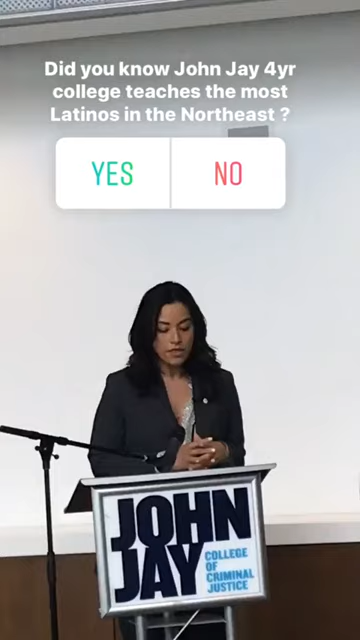 Did you know John Jay 4yr
college teaches the most
Latinos in the Northeast ?
YES NO
JOHN
JAY
COLLEGE
OF
CRIMINAL
JUSTICE